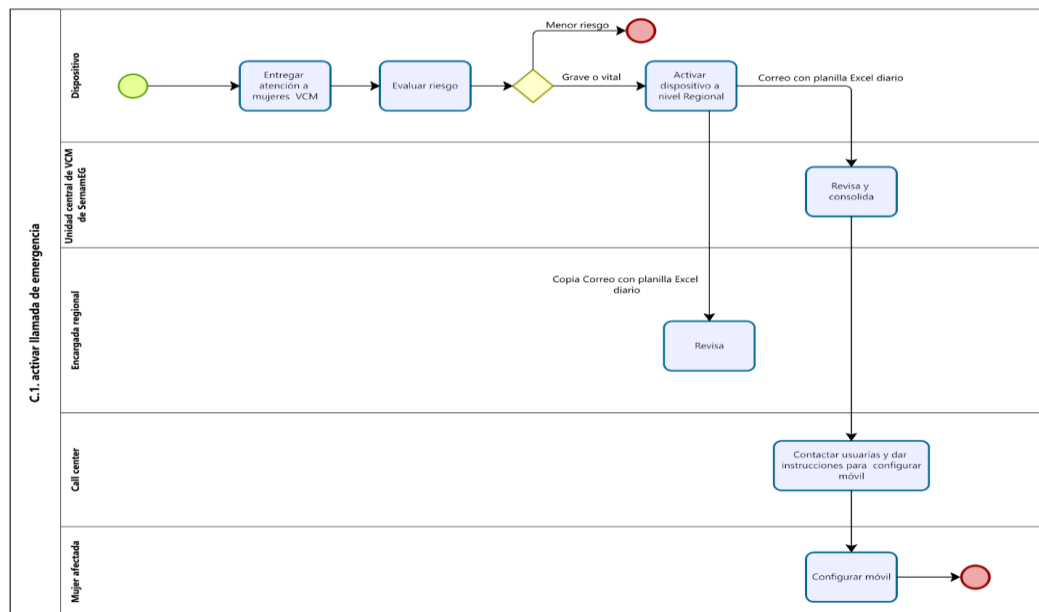 C.1. activar llamada de emergencia
Dispositivo
Entregar
atención a
mujeres VCM
Evaluar riesgo
Menor riesgo
Grave o vital
Activar
dispositivo a
nivel Regional
Correo con planilla Excel diario
Unidad central de VCM
de SernamEG
Revisa y
consolida
Encargada regional
Copia Correo con planilla Excel
diario
Revisa
Call center
Contactar usuarias y dar
instrucciones para configurar
móvil
Mujer afectada
Configurar móvil